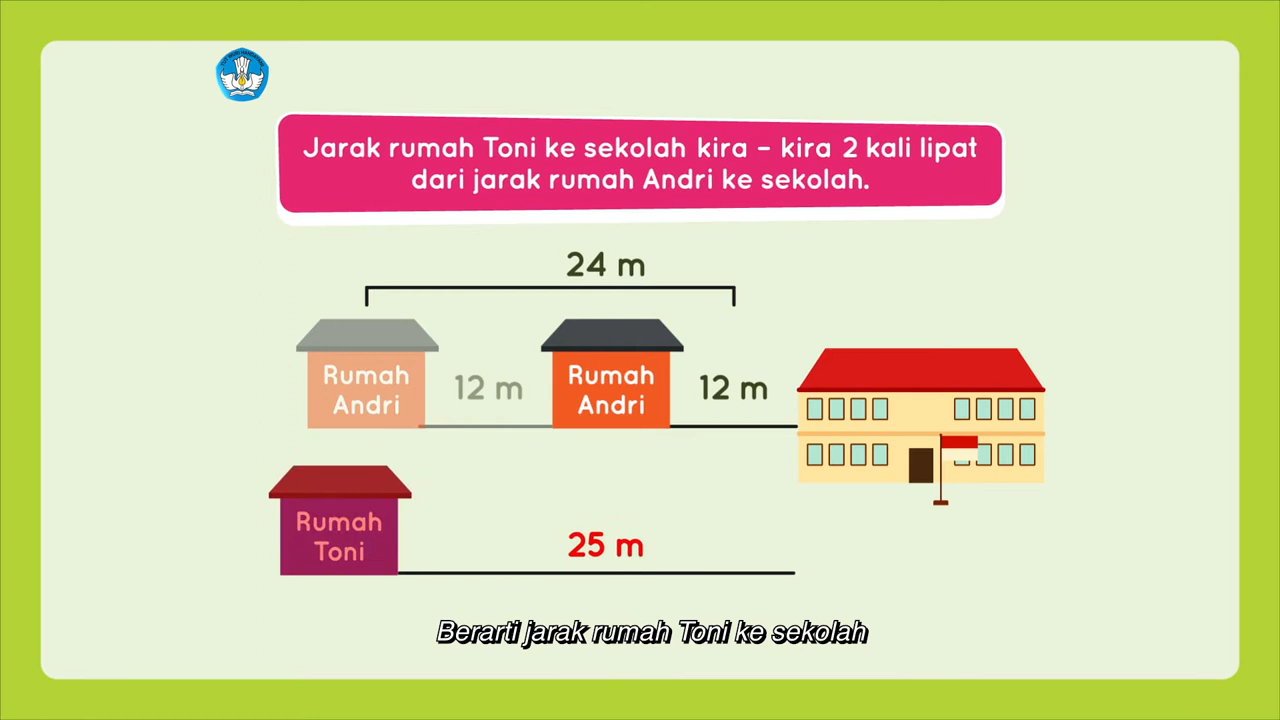 Jarak rumah Toni ke sekolah kira - kira 2 kali lipat
dari jarak rumah Andri ke sekolah.
24 m
Rumah
Andri
12 m
Rumah
Andri
12 m
Rumah
Toni
25 m
Berarti jarak rumah Toni ke sekolah